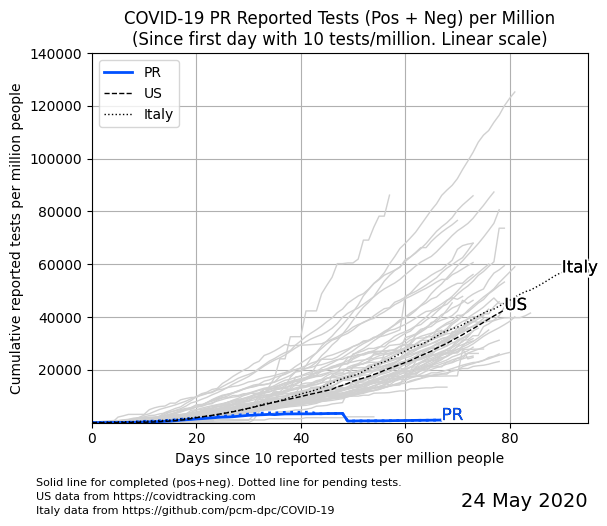 COVID-19 PR Reported Tests (Pos + Neg) per Million
(Since first day with 10 tests/million. Linear scale)
Cumulative reported tests per million people
140000
120000
100000
80000
60000
40000
20000
PR
US
Italy
Italy
US
PR
0
20
40
60
80
Days since 10 reported tests per million people
Solid line for completed (pos+neg). Dotted line for pending tests.
US data from https://covidtracking.com
Italy data from https://github.com/pcm-dpc/COVID-19
24 May 2020